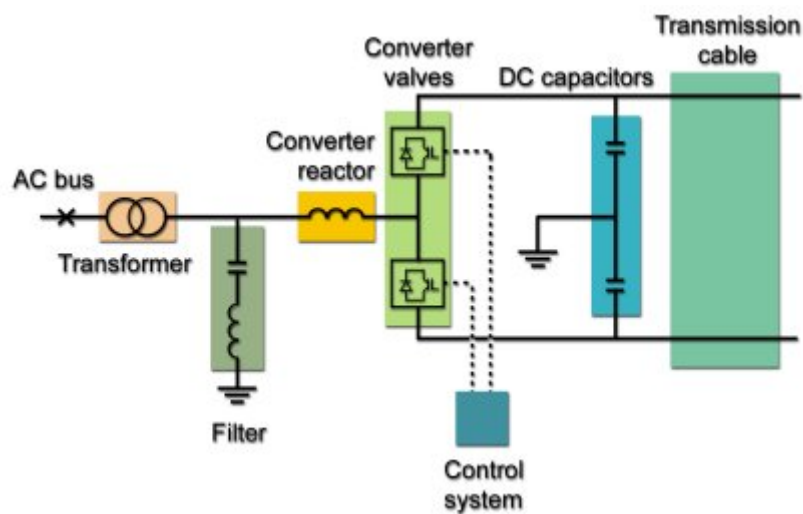 Transmission
cable
Converter
valves
DC capacitors
Converter
reactor
AC bus
Transformer
Filter
Control
system